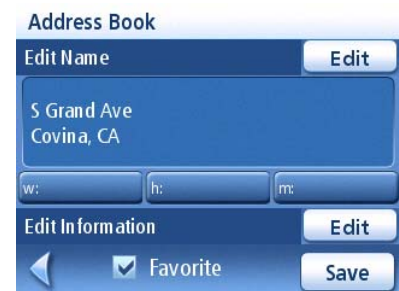 Address Book
Edit Name Edit
S Grand Ave
Covina, CA
w: h: m:
Edit Information Edit
Favorite Save